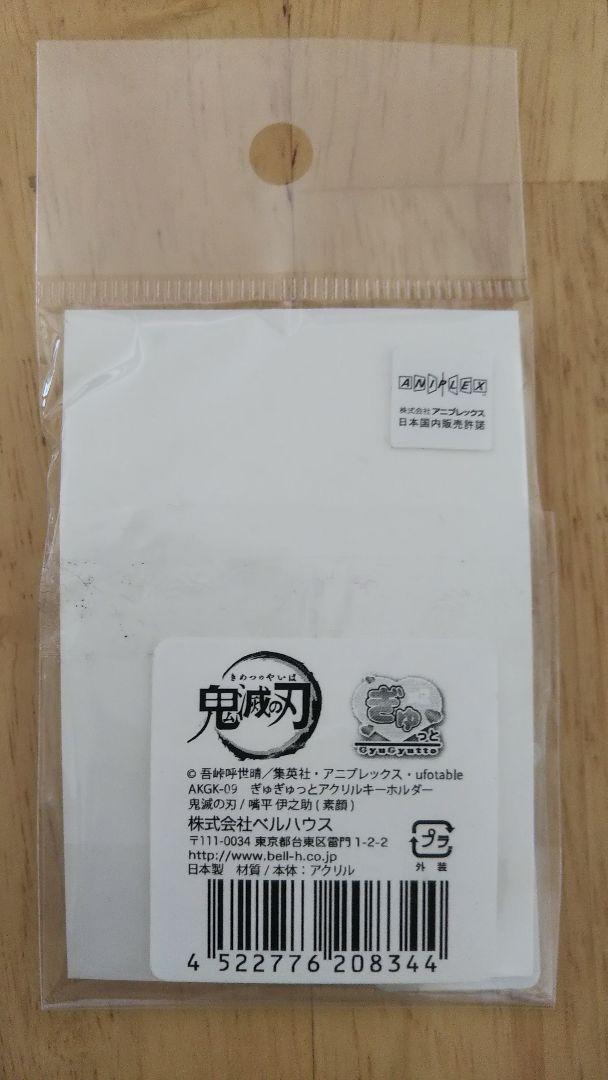 ANIPLEX
株式会社 アニプレックス
日本国内販売許諾
きめつのやいば
鬼滅の刃
ぎゅっと
GyuGyutto
© 吾峠呼世晴／集英社・アニプレックス・ufotable
AKGK-09 ぎゅぎゅっとアクリルキーホルダー
鬼滅の刃 / 嘴平 伊之助 ( 素顔 )
株式会社ベルハウス
〒111-0034 東京都台東区雷門 1-2-2
http://www.bell-h.co.jp
日本製 材質 / 本体：アクリル
プラ
外装
4 522776 208344